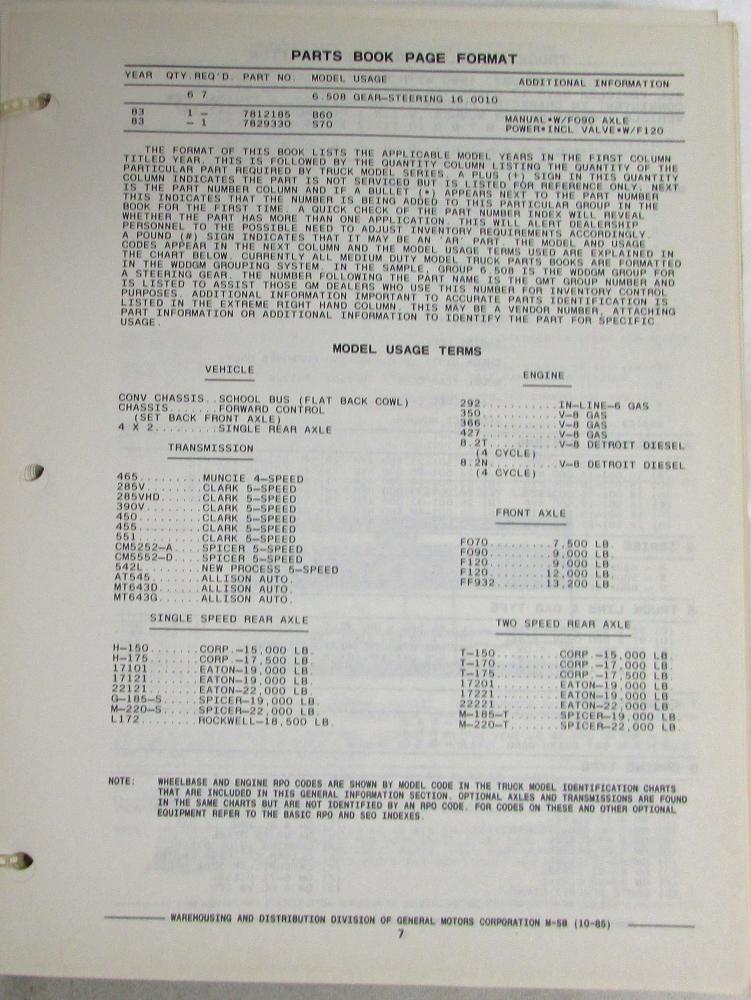 PARTS BOOK PAGE FORMAT
YEAR QTY.REQ'D. PART NO. MODEL USAGE ADDITIONAL INFORMATION
6 7 6.508 GEAR—STEERING 16.0010
83 1 — 7812185 B60 MANUAL•W/F090 AXLE
83 — 1 7829330 S70 POWER•INCL VALVE•W/F120
THE FORMAT OF THIS BOOK LISTS THE APPLICABLE MODEL YEARS IN THE FIRST COLUMN
TITLED YEAR. THIS IS FOLLOWED BY THE QUANTITY COLUMN LISTING THE QUANTITY OF THE
PARTICULAR PART REQUIRED BY TRUCK MODEL SERIES. A PLUS (+) SIGN IN THIS QUANTITY
COLUMN INDICATES THE PART IS NOT SERVICED BUT IS LISTED FOR REFERENCE ONLY. NEXT
IS THE PART NUMBER COLUMN AND IF A BULLET (•) APPEARS NEXT TO THE PART NUMBER
THIS INDICATES THAT THE NUMBER IS BEING ADDED TO THIS PARTICULAR GROUP IN THE
BOOK FOR THE FIRST TIME. A QUICK CHECK OF THE PART NUMBER INDEX WILL REVEAL
WHETHER THE PART HAS MORE THAN ONE APPLICATION. THIS WILL ALERT DEALERSHIP
PERSONNEL TO THE POSSIBLE NEED TO ADJUST INVENTORY REQUIREMENTS ACCORDINGLY.
A POUND (#) SIGN INDICATES THAT IT MAY BE AN 'AR' PART. THE MODEL AND USAGE
CODES APPEAR IN THE NEXT COLUMN AND THE MODEL USAGE TERMS USED ARE EXPLAINED IN
THE CHART BELOW. CURRENTLY ALL MEDIUM DUTY MODEL TRUCK PARTS BOOKS ARE FORMATTED
IN THE WDDGM GROUPING SYSTEM. IN THE SAMPLE, GROUP 6.508 IS THE WDDGM GROUP FOR
A STEERING GEAR. THE NUMBER FOLLOWING THE PART NAME IS THE GMT GROUP NUMBER AND
IS LISTED TO ASSIST THOSE GM DEALERS WHO USE THIS NUMBER FOR INVENTORY CONTROL
PURPOSES. ADDITIONAL INFORMATION IMPORTANT TO ACCURATE PARTS IDENTIFICATION IS
LISTED IN THE EXTREME RIGHT HAND COLUMN. THIS MAY BE A VENDOR NUMBER, ATTACHING
PART INFORMATION OR ADDITIONAL INFORMATION TO IDENTIFY THE PART FOR SPECIFIC
USAGE.
MODEL USAGE TERMS
VEHICLE
CONV CHASSIS..SCHOOL BUS (FLAT BACK COWL)
CHASSIS.......FORWARD CONTROL
(SET BACK FRONT AXLE)
4 X 2.........SINGLE REAR AXLE
TRANSMISSION
465.........MUNCIE 4—SPEED
285V........CLARK 5—SPEED
285VHD......CLARK 5—SPEED
390V........CLARK 5—SPEED
450.........CLARK 5—SPEED
455.........CLARK 5—SPEED
551.........CLARK 5—SPEED
CM5252—A....SPICER 5—SPEED
CM5552—D....SPICER 5—SPEED
542L........NEW PROCESS 5—SPEED
AT545.......ALLISON AUTO.
MT643D......ALLISON AUTO.
MT643G......ALLISON AUTO.
SINGLE SPEED REAR AXLE
H—150.......CORP.—15,000 LB.
H—175.......CORP.—17,500 LB.
17101.......EATON—19,000 LB.
17121.......EATON—19,000 LB.
22121.......EATON—22,000 LB.
G—185—S.....SPICER—19,000 LB.
M—220—S.....SPICER—22,000 LB.
L172........ROCKWELL—18,500 LB.
ENGINE
292...........IN—LINE—6 GAS
350...........V—8 GAS
366...........V—8 GAS
427...........V—8 GAS
8.2T..........V—8 DETROIT DIESEL
(4 CYCLE)
8.2N..........V—8 DETROIT DIESEL
(4 CYCLE)
FRONT AXLE
F070..........7,500 LB.
F090..........9,000 LB.
F120..........9,000 LB.
F120.........12,000 LB.
FF932........13,200 LB.
TWO SPEED REAR AXLE
T—150.........CORP.—15,000 LB.
T—170.........CORP.—17,000 LB.
T—175.........CORP.—17,500 LB.
17201.........EATON—19,000 LB.
17221.........EATON—19,000 LB.
22221.........EATON—22,000 LB.
M—185—T.......SPICER—19,000 LB.
M—220—T.......SPICER—22,000 LB.
NOTE: WHEELBASE AND ENGINE RPO CODES ARE SHOWN BY MODEL CODE IN THE TRUCK MODEL IDENTIFICATION CHARTS
THAT ARE INCLUDED IN THIS GENERAL INFORMATION SECTION. OPTIONAL AXLES AND TRANSMISSIONS ARE FOUND
IN THE SAME CHARTS BUT ARE NOT IDENTIFIED BY AN RPO CODE. FOR CODES ON THESE AND OTHER OPTIONAL
EQUIPMENT REFER TO THE BASIC RPO AND SEO INDEXES.
WAREHOUSING AND DISTRIBUTION DIVISION OF GENERAL MOTORS CORPORATION M-58 (10-85)
7